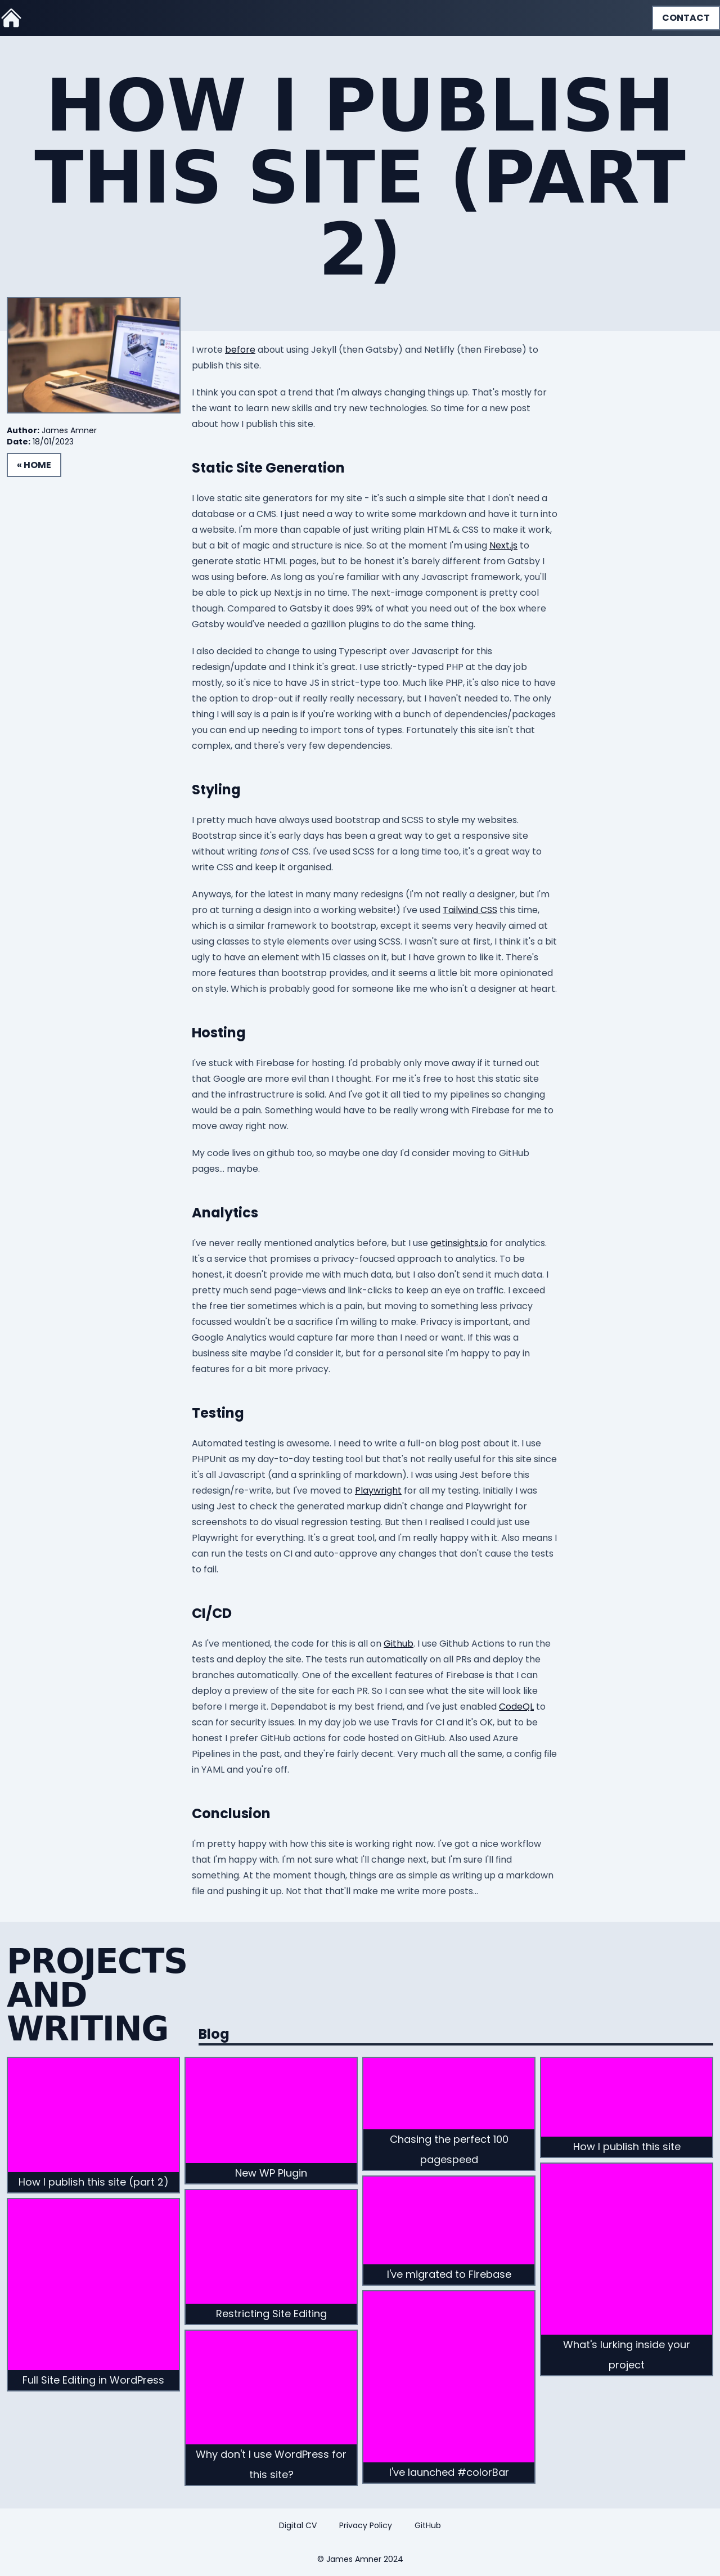 CONTACT
HOW I PUBLISH
THIS SITE (PART
2)
Author: James Amner
Date: 18/01/2023
« HOME
I wrote before about using Jekyll (then Gatsby) and Netlifly (then Firebase) to
publish this site.
I think you can spot a trend that I'm always changing things up. That's mostly for
the want to learn new skills and try new technologies. So time for a new post
about how I publish this site.
Static Site Generation
I love static site generators for my site - it's such a simple site that I don't need a
database or a CMS. I just need a way to write some markdown and have it turn into
a website. I'm more than capable of just writing plain HTML & CSS to make it work,
but a bit of magic and structure is nice. So at the moment I'm using Next.js to
generate static HTML pages, but to be honest it's barely different from Gatsby I
was using before. As long as you're familiar with any Javascript framework, you'll
be able to pick up Next.js in no time. The next-image component is pretty cool
though. Compared to Gatsby it does 99% of what you need out of the box where
Gatsby would've needed a gazillion plugins to do the same thing.
I also decided to change to using Typescript over Javascript for this
redesign/update and I think it's great. I use strictly-typed PHP at the day job
mostly, so it's nice to have JS in strict-type too. Much like PHP, it's also nice to have
the option to drop-out if really really necessary, but I haven't needed to. The only
thing I will say is a pain is if you're working with a bunch of dependencies/packages
you can end up needing to import tons of types. Fortunately this site isn't that
complex, and there's very few dependencies.
Styling
I pretty much have always used bootstrap and SCSS to style my websites.
Bootstrap since it's early days has been a great way to get a responsive site
without writing tons of CSS. I've used SCSS for a long time too, it's a great way to
write CSS and keep it organised.
Anyways, for the latest in many many redesigns (I'm not really a designer, but I'm
pro at turning a design into a working website!) I've used Tailwind CSS this time,
which is a similar framework to bootstrap, except it seems very heavily aimed at
using classes to style elements over using SCSS. I wasn't sure at first, I think it's a bit
ugly to have an element with 15 classes on it, but I have grown to like it. There's
more features than bootstrap provides, and it seems a little bit more opinionated
on style. Which is probably good for someone like me who isn't a designer at heart.
Hosting
I've stuck with Firebase for hosting. I'd probably only move away if it turned out
that Google are more evil than I thought. For me it's free to host this static site
and the infrastructrure is solid. And I've got it all tied to my pipelines so changing
would be a pain. Something would have to be really wrong with Firebase for me to
move away right now.
My code lives on github too, so maybe one day I'd consider moving to GitHub
pages... maybe.
Analytics
I've never really mentioned analytics before, but I use getinsights.io for analytics.
It's a service that promises a privacy-foucsed approach to analytics. To be
honest, it doesn't provide me with much data, but I also don't send it much data. I
pretty much send page-views and link-clicks to keep an eye on traffic. I exceed
the free tier sometimes which is a pain, but moving to something less privacy
focussed wouldn't be a sacrifice I'm willing to make. Privacy is important, and
Google Analytics would capture far more than I need or want. If this was a
business site maybe I'd consider it, but for a personal site I'm happy to pay in
features for a bit more privacy.
Testing
Automated testing is awesome. I need to write a full-on blog post about it. I use
PHPUnit as my day-to-day testing tool but that's not really useful for this site since
it's all Javascript (and a sprinkling of markdown). I was using Jest before this
redesign/re-write, but I've moved to Playwright for all my testing. Initially I was
using Jest to check the generated markup didn't change and Playwright for
screenshots to do visual regression testing. But then I realised I could just use
Playwright for everything. It's a great tool, and I'm really happy with it. Also means I
can run the tests on CI and auto-approve any changes that don't cause the tests
to fail.
CI/CD
As I've mentioned, the code for this is all on Github. I use Github Actions to run the
tests and deploy the site. The tests run automatically on all PRs and deploy the
branches automatically. One of the excellent features of Firebase is that I can
deploy a preview of the site for each PR. So I can see what the site will look like
before I merge it. Dependabot is my best friend, and I've just enabled CodeQL to
scan for security issues. In my day job we use Travis for CI and it's OK, but to be
honest I prefer GitHub actions for code hosted on GitHub. Also used Azure
Pipelines in the past, and they're fairly decent. Very much all the same, a config file
in YAML and you're off.
Conclusion
I'm pretty happy with how this site is working right now. I've got a nice workflow
that I'm happy with. I'm not sure what I'll change next, but I'm sure I'll find
something. At the moment though, things are as simple as writing up a markdown
file and pushing it up. Not that that'll make me write more posts...
PROJECTS
AND
WRITING
Blog
How I publish this site (part 2)
Full Site Editing in WordPress
New WP Plugin
Restricting Site Editing
Why don't I use WordPress for
this site?
Chasing the perfect 100
pagespeed
I've migrated to Firebase
I've launched #colorBar
How I publish this site
What's lurking inside your
project
Digital CV
Privacy Policy
GitHub
© James Amner 2024